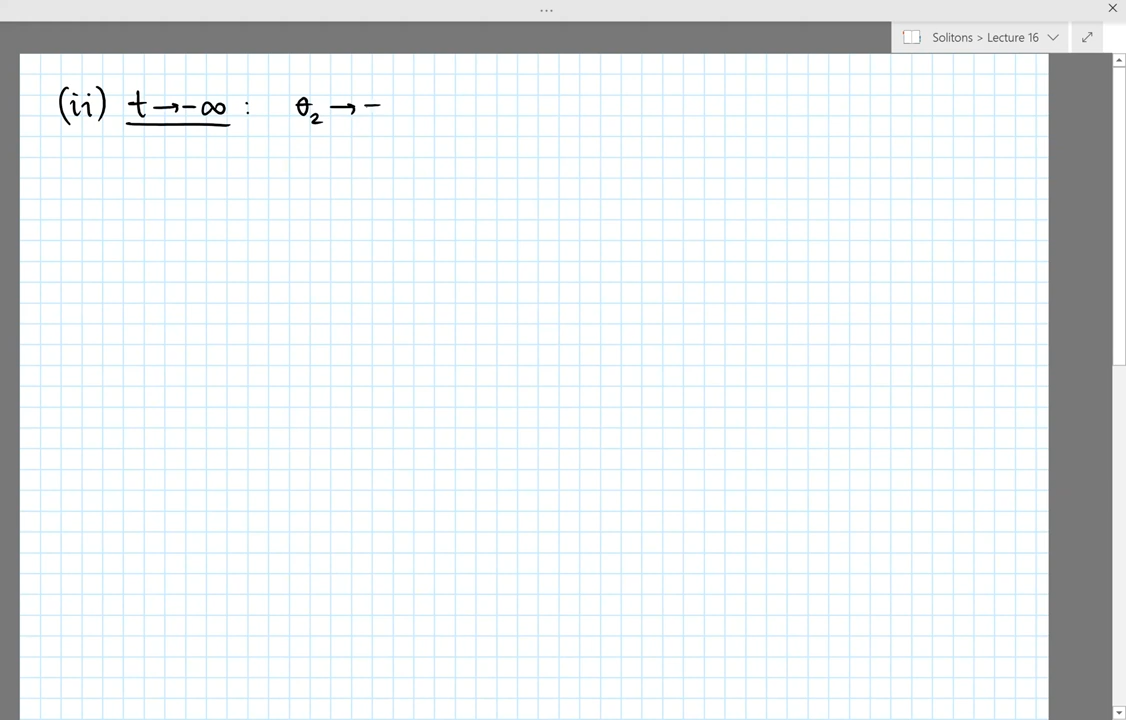 Solitons > Lecture 16
(ii) t → -∞ : θ₂ → -